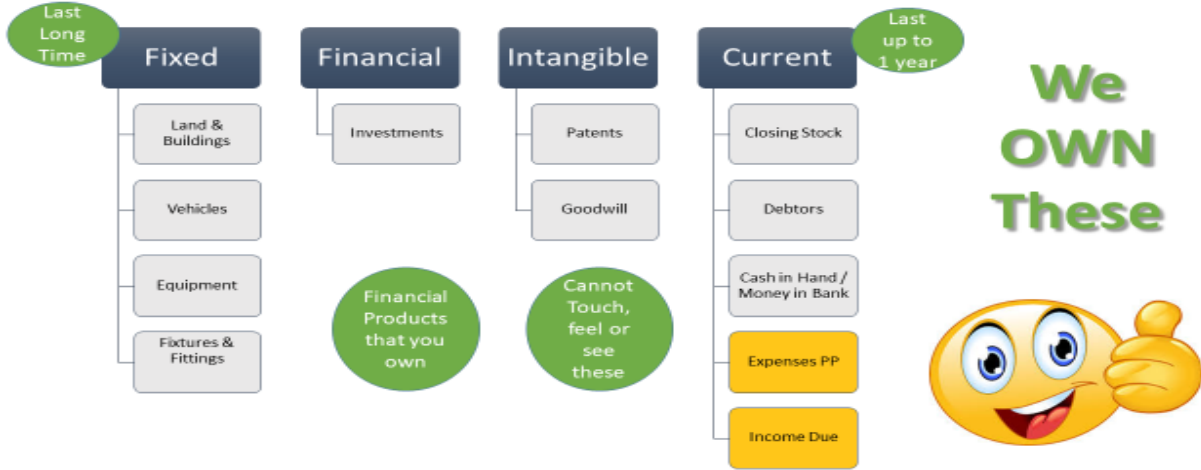 Last
Long
Time
Fixed
Land &
Buildings
Vehicles
Equipment
Fixtures &
Fittings
Financial
Investments
Financial
Products
that you
own
Intangible
Patents
Goodwill
Cannot
Touch,
feel or
see
these
Current
Last
up to
1 year
Closing Stock
Debtors
Cash in Hand /
Money in Bank
Expenses PP
Income Due
We
OWN
These